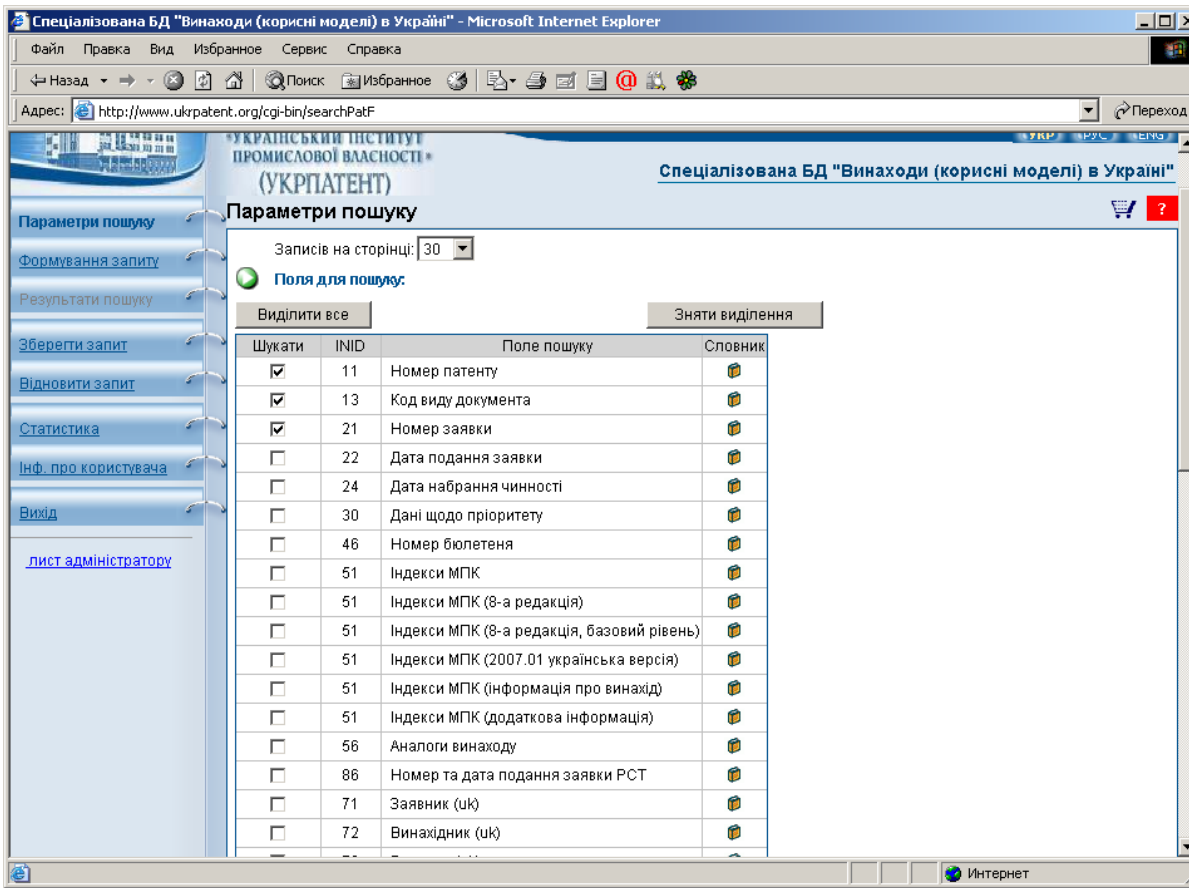 Спеціалізована БД "Винаходи (корисні моделі) в Україні" - Microsoft Internet Explorer
Файл Правка Вид Избранное Сервис Справка
Назад Поиск Избранное
Адрес: http://www.ukrpatent.org/cgi-bin/searchPatF Переход
"УКРАЇНСЬКИЙ ІНСТИТУТ
ПРОМИСЛОВОЇ ВЛАСНОСТІ"
(УКРПАТЕНТ)
УКР РУС ENG
Спеціалізована БД "Винаходи (корисні моделі) в Україні"
Параметри пошуку
Формування запиту
Результати пошуку
Зберегти запит
Відновити запит
Статистика
Інф. про користувача
Вихід
лист адміністратору
Параметри пошуку
?
Записів на сторінці: 30
Поля для пошуку:
Виділити все Зняти виділення
Шукати INID Поле пошуку Словник
11 Номер патенту
13 Код виду документа
21 Номер заявки
22 Дата подання заявки
24 Дата набрання чинності
30 Дані щодо пріоритету
46 Номер бюлетеня
51 Індекси МПК
51 Індекси МПК (8-а редакція)
51 Індекси МПК (8-а редакція, базовий рівень)
51 Індекси МПК (2007.01 українська версія)
51 Індекси МПК (інформація про винахід)
51 Індекси МПК (додаткова інформація)
56 Аналоги винаходу
86 Номер та дата подання заявки РСТ
71 Заявник (uk)
72 Винахідник (uk)
Интернет